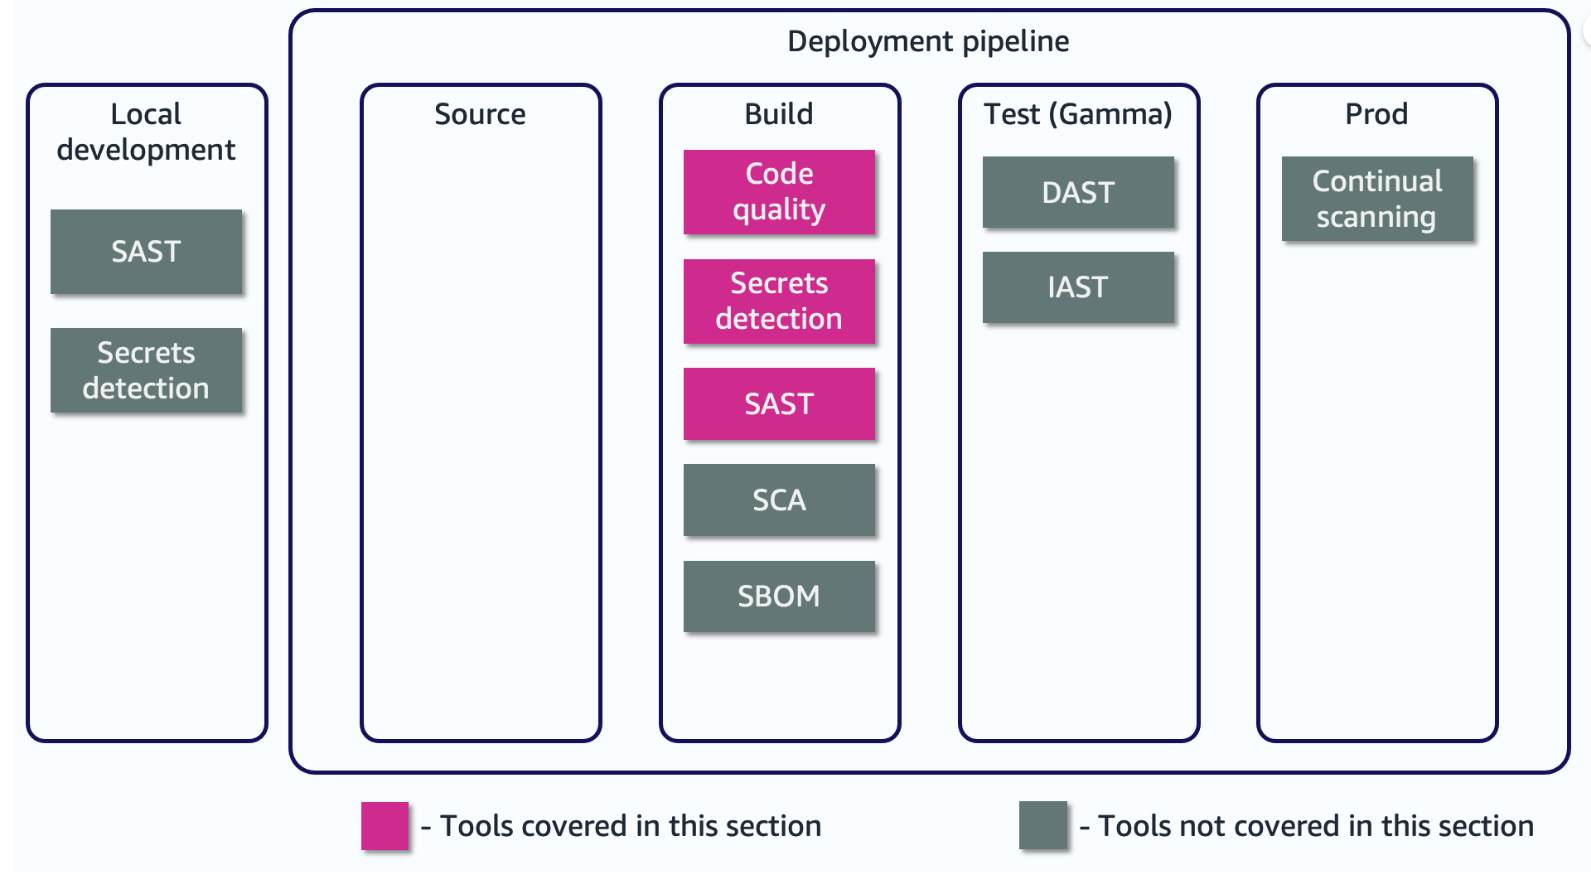 Deployment pipeline
Local
development
SAST
Secrets
detection
Source
Build
Code
quality
Secrets
detection
SAST
SCA
SBOM
Test (Gamma)
DAST
IAST
Prod
Continual
scanning
- Tools covered in this section
- Tools not covered in this section